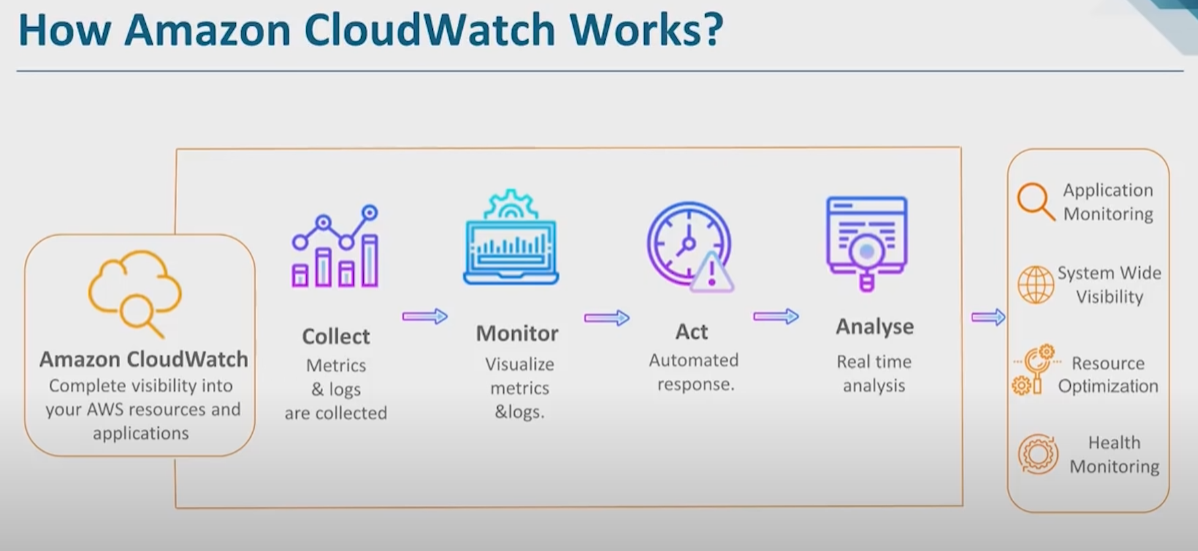 How Amazon CloudWatch Works?
Amazon CloudWatch
Complete visibility into
your AWS resources and
applications
Collect
Metrics
& logs
are collected
Monitor
Visualize
metrics
&logs.
Act
Automated
response.
Analyse
Real time
analysis
Application
Monitoring
System Wide
Visibility
Resource
Optimization
Health
Monitoring